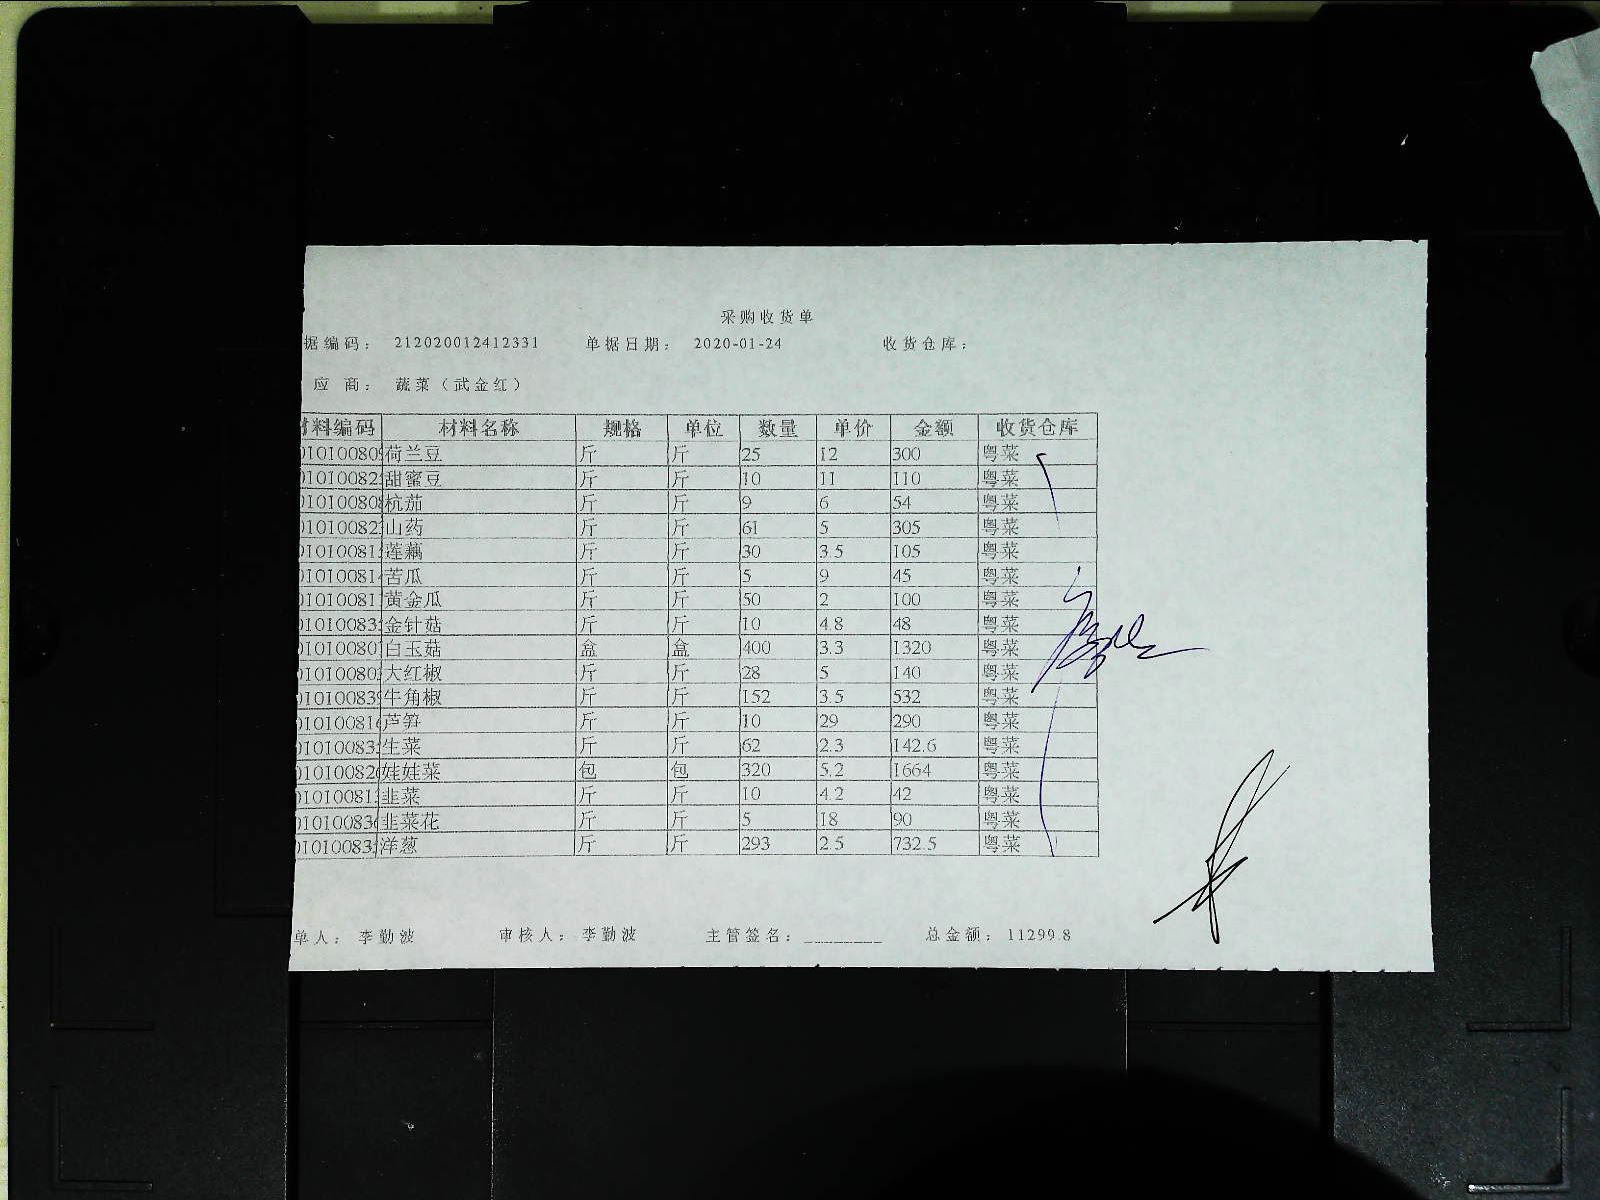 采购收货单
据编码： 212020012412331 单据日期： 2020-01-24 收货仓库：
应 商： 蔬菜（武金红）
材料编码 材料名称 规格 单位 数量 单价 金额 收货仓库
荷兰豆 斤 斤 25 12 300 粤菜
甜蜜豆 斤 斤 10 11 110 粤菜
杭茄 斤 斤 9 6 54 粤菜
山药 斤 斤 61 5 305 粤菜
莲藕 斤 斤 30 3.5 105 粤菜
苦瓜 斤 斤 5 9 45 粤菜
黄金瓜 斤 斤 50 2 100 粤菜
金针菇 斤 斤 10 4.8 48 粤菜
白玉菇 盒 盒 400 3.3 1320 粤菜
大红椒 斤 斤 28 5 140 粤菜
牛角椒 斤 斤 152 3.5 532 粤菜
芦笋 斤 斤 10 29 290 粤菜
生菜 斤 斤 62 2.3 142.6 粤菜
娃娃菜 包 包 320 5.2 1664 粤菜
韭菜 斤 斤 10 4.2 42 粤菜
韭菜花 斤 斤 5 18 90 粤菜
洋葱 斤 斤 293 2.5 732.5 粤菜
单人： 李勤波 审核人： 李勤波 主管签名： ________ 总金额： 11299.8